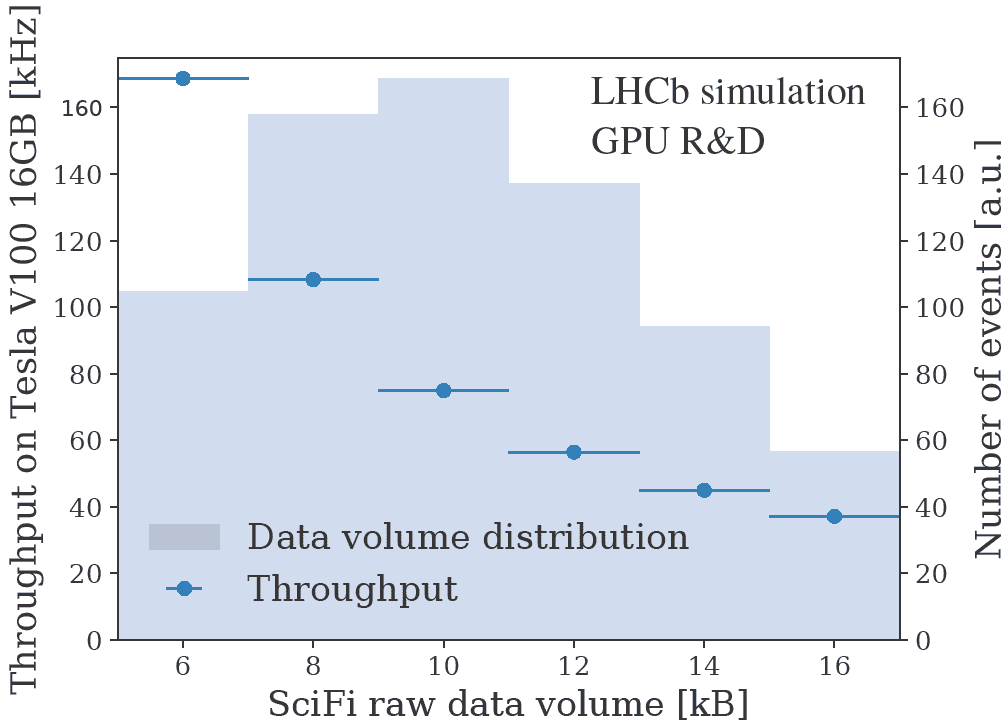 Throughput on Tesla V100 16GB [kHz]
160
140
120
100
80
60
40
20
0
LHCb simulation
GPU R&D
Data volume distribution
Throughput
160
140
120
100
80
60
40
20
0
Number of events [a.u.]
6 8 10 12 14 16
SciFi raw data volume [kB]